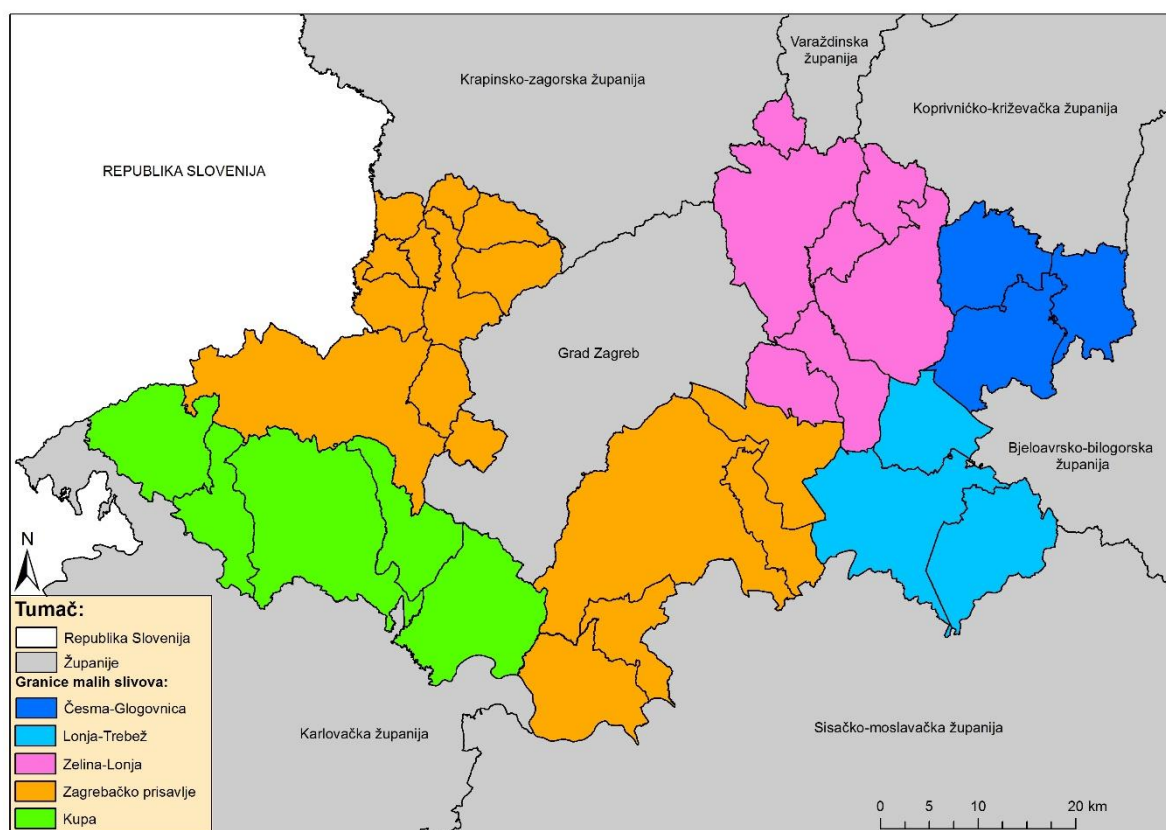 Varaždinska
županija
Krapinsko-zagorska županija
Koprivničko-križevačka županija
REPUBLIKA SLOVENIJA
Grad Zagreb
Bjeloavrsko-bilogorska
županija
N
Tumač:
Republika Slovenija
Županije
Granice malih slivova:
Česma-Glogovnica
Lonja-Trebež
Zelina-Lonja
Zagrebačko prisavlje
Kupa
Karlovačka županija
Sisačko-moslavačka županija
0 5 10 20 km